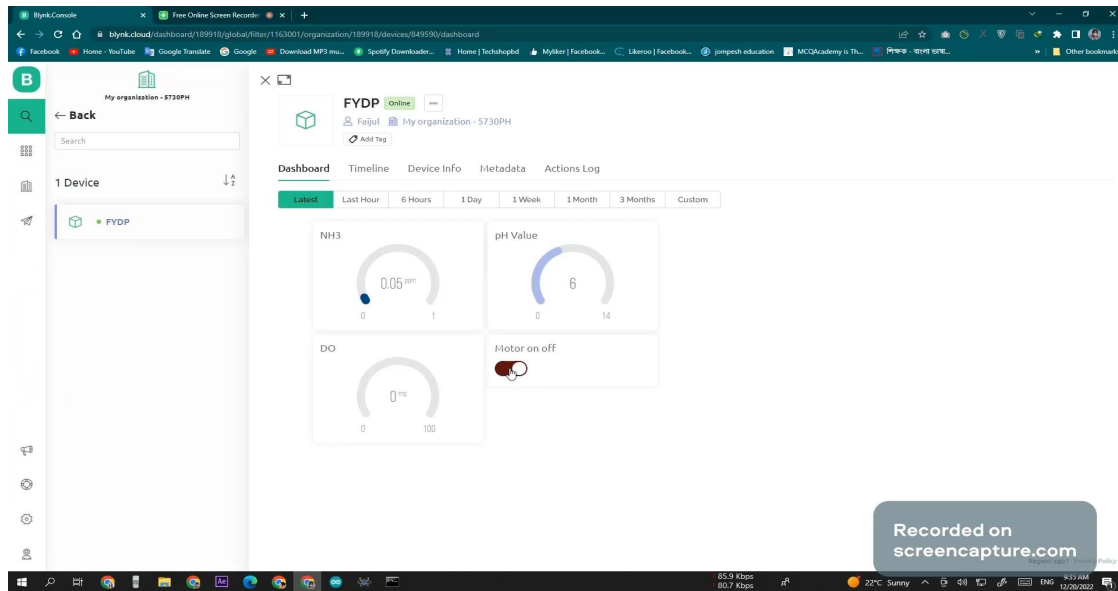 Blynk.Console
Free Online Screen Recorder
blynk.cloud/dashboard/189918/global/filter/1163001/organization/189918/devices/849590/dashboard
Facebook
Home - YouTube
Google Translate
Google
Download MP3 mu...
Spotify Downloader...
Home | Techshopbd
Myliker | Facebook...
Likeroo | Facebook...
jompesh education
MCQAcademy is Th...
শিক্ষক - বাংলা ভাষা...
»
Other bookmarks
B
My organization - 5730PH
← Back
Search
1 Device
FYDP
FYDP
Online
Faijul
My organization - 5730PH
Add Tag
Dashboard
Timeline
Device Info
Metadata
Actions Log
Latest
Last Hour
6 Hours
1 Day
1 Week
1 Month
3 Months
Custom
NH3
0.05 ppm
0
1
pH Value
6
0
14
DO
0 mg
0
100
Motor on off
Recorded on
screencapture.com
Policy
85.9 Kbps
80.7 Kbps
22°C Sunny
ENG
9:35 AM
12/20/2022